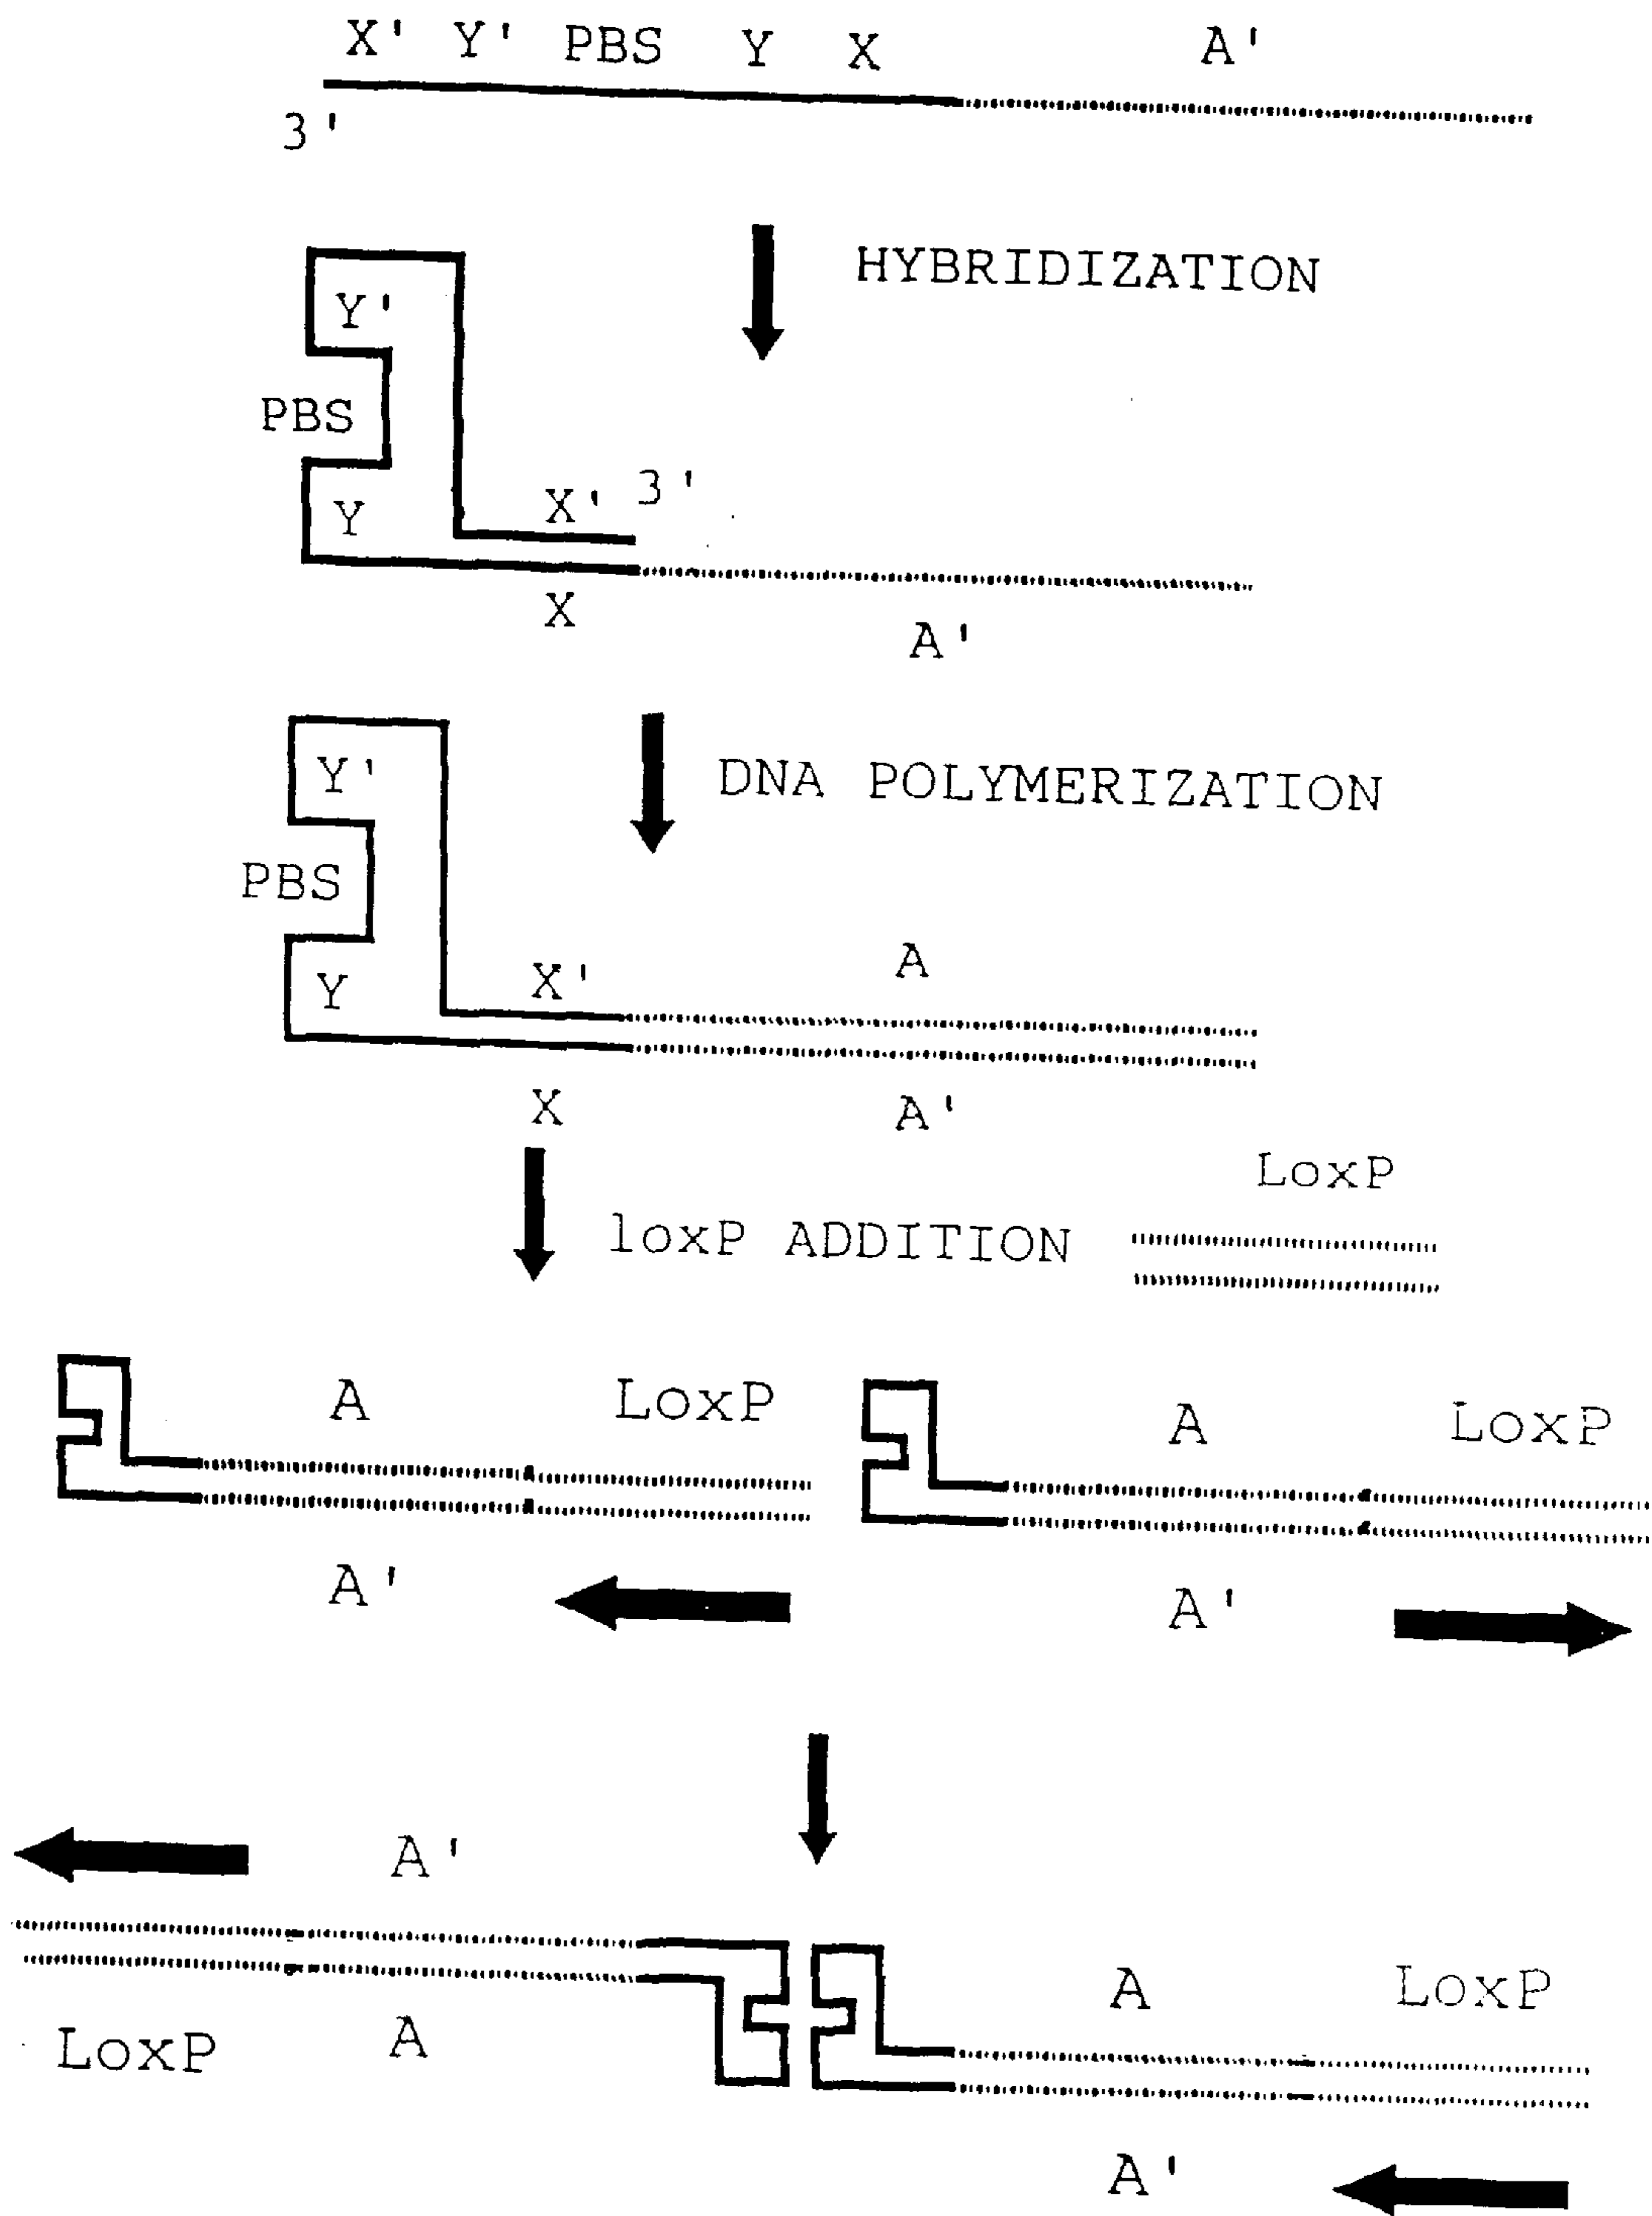 X' Y' PBS Y X A'
3'
HYBRIDIZATION
Y'
PBS
Y
X' 3'
X
A'
DNA POLYMERIZATION
Y'
PBS
Y
X' A
X
A'
LoxP
loxP ADDITION
A LoxP A LoxP
A' A'
A'
LoxP A
A LoxP
A'